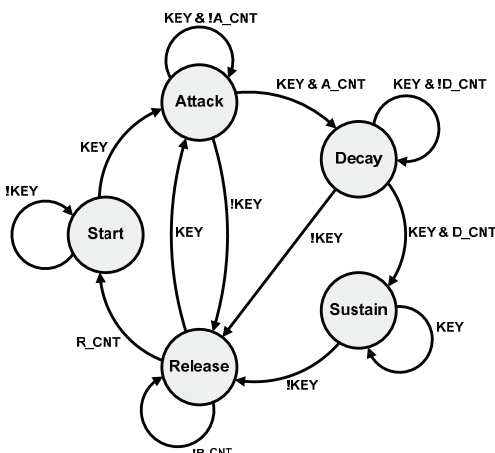 KEY & !A_CNT
Attack
KEY & A_CNT
KEY & !D_CNT
Decay
KEY
!KEY
!KEY
Start
KEY
!KEY
KEY & D_CNT
Sustain
KEY
R_CNT
Release
!KEY
!R_CNT